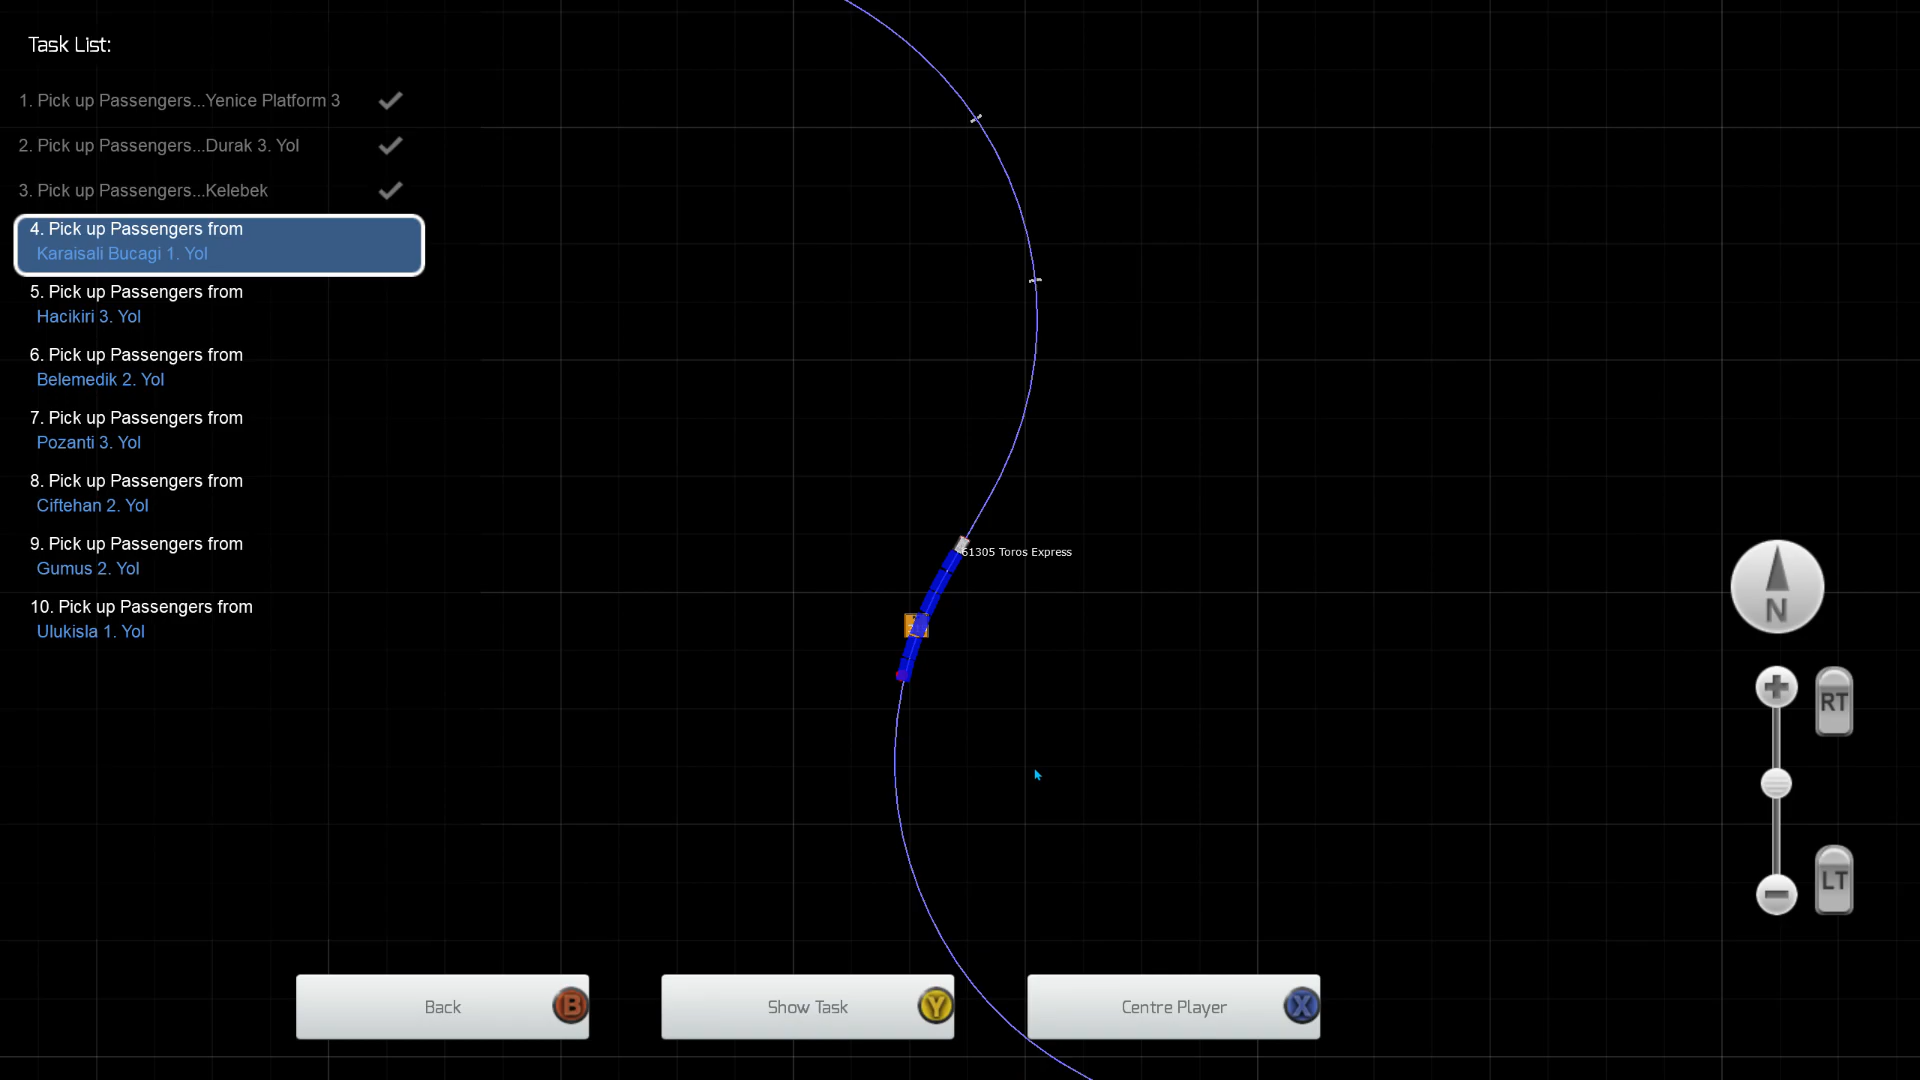 Task List:
1. Pick up Passengers...Yenice Platform 3
2. Pick up Passengers...Durak 3. Yol
3. Pick up Passengers...Kelebek
4. Pick up Passengers from
Karaisali Bucagi 1. Yol
5. Pick up Passengers from
Hacikiri 3. Yol
6. Pick up Passengers from
Belemedik 2. Yol
7. Pick up Passengers from
Pozanti 3. Yol
8. Pick up Passengers from
Ciftehan 2. Yol
9. Pick up Passengers from
Gumus 2. Yol
10. Pick up Passengers from
Ulukisla 1. Yol
61305 Toros Express
N
RT
LT
Back B
Show Task Y
Centre Player X